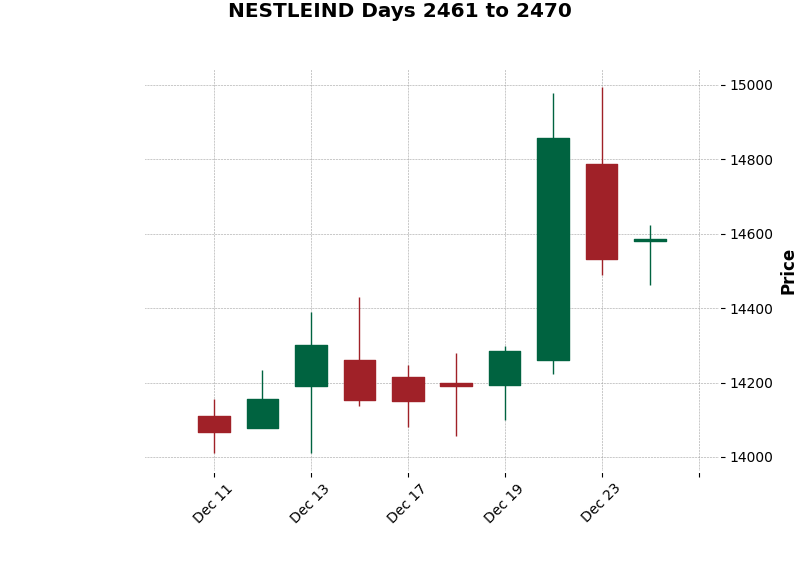 NESTLEIND Days 2461 to 2470
15000
14800
14600
14400
14200
14000
Price
Dec 11
Dec 13
Dec 17
Dec 19
Dec 23